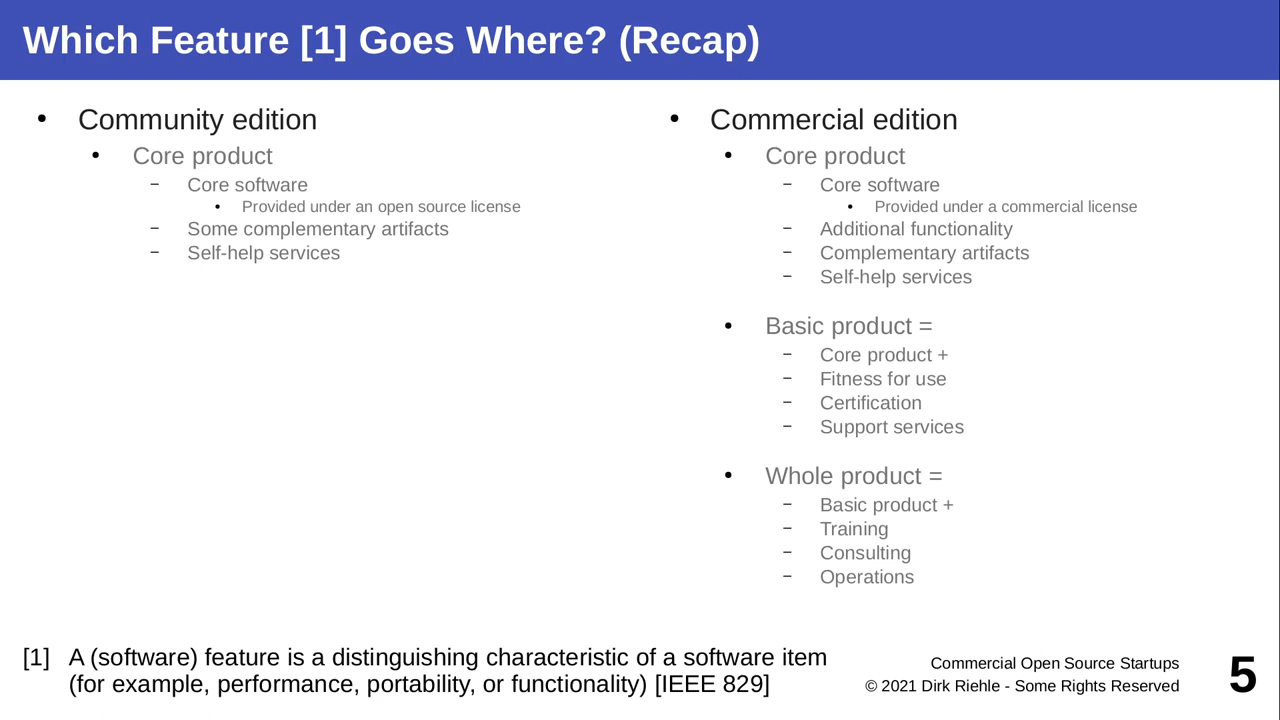 Which Feature [1] Goes Where? (Recap)
• Community edition
• Core product
– Core software
• Provided under an open source license
– Some complementary artifacts
– Self-help services
• Commercial edition
• Core product
– Core software
• Provided under a commercial license
– Additional functionality
– Complementary artifacts
– Self-help services
• Basic product =
– Core product +
– Fitness for use
– Certification
– Support services
• Whole product =
– Basic product +
– Training
– Consulting
– Operations
[1] A (software) feature is a distinguishing characteristic of a software item
(for example, performance, portability, or functionality) [IEEE 829]
Commercial Open Source Startups
© 2021 Dirk Riehle - Some Rights Reserved
5